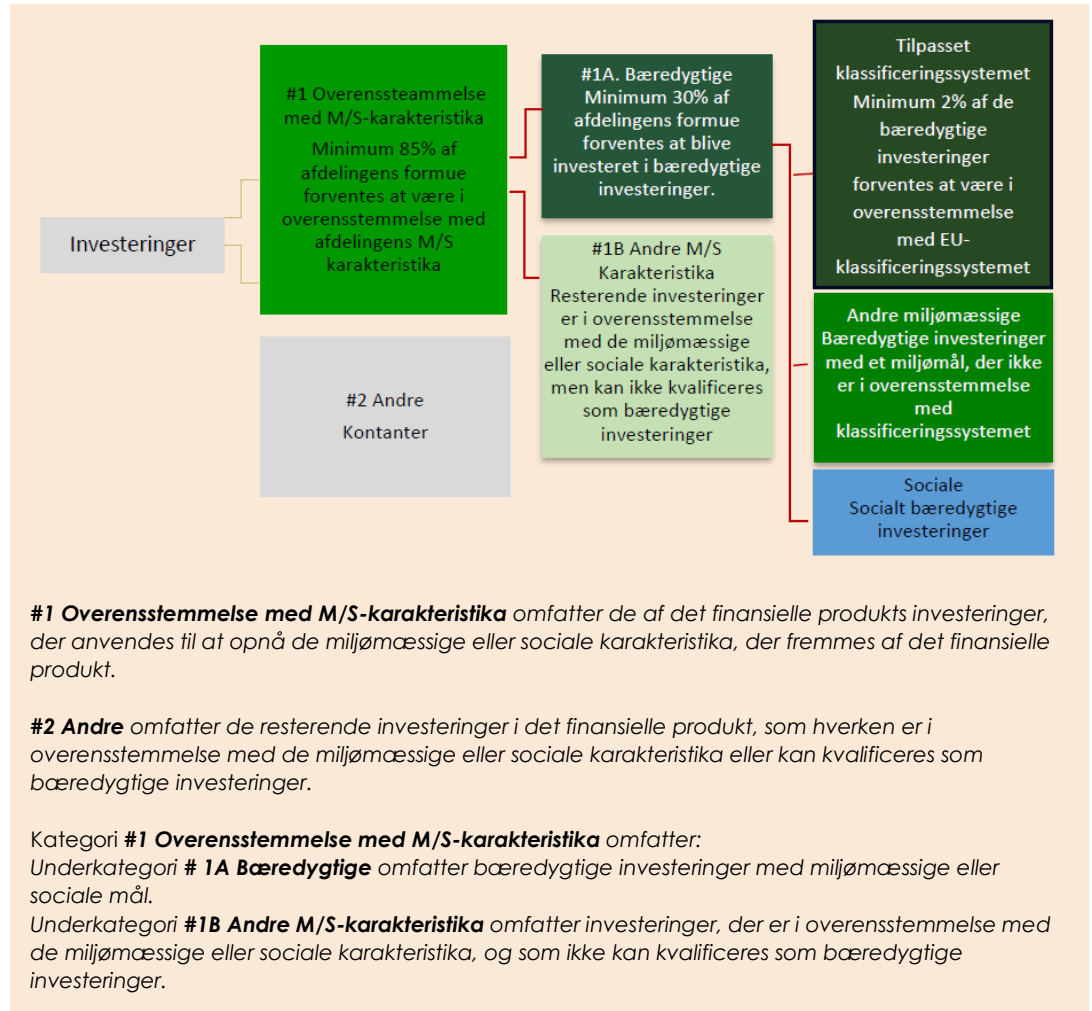 Investeringer
#1 Overenssteammelse
med M/S-karakteristika
Minimum 85% af
afdelingens formue
forventes at være i
overensstemmelse med
afdelingens M/S
karakteristika
#2 Andre
Kontanter
#1A. Bæredygtige
Minimum 30% af
afdelingens formue
forventes at blive
investeret i bæredygtige
investeringer.
#1B Andre M/S
Karakteristika
Resterende investeringer
er i overensstemmelse
med de miljømæssige
eller sociale karakteristika,
men kan ikke kvalificeres
som bæredygtige
investeringer
Tilpasset
klassificeringssystemet
Minimum 2% af de
bæredygtige
investeringer
forventes at være i
overensstemmelse
med EU-
klassificeringssystemet
Andre miljømæssige
Bæredygtige investeringer
med et miljømål, der ikke
er i overensstemmelse
med
klassificeringssystemet
Sociale
Socialt bæredygtige
investeringer
#1 Overensstemmelse med M/S-karakteristika omfatter de af det finansielle produkts investeringer,
der anvendes til at opnå de miljømæssige eller sociale karakteristika, der fremmes af det finansielle
produkt.
#2 Andre omfatter de resterende investeringer i det finansielle produkt, som hverken er i
overensstemmelse med de miljømæssige eller sociale karakteristika eller kan kvalificeres som
bæredygtige investeringer.
Kategori #1 Overensstemmelse med M/S-karakteristika omfatter:
Underkategori # 1A Bæredygtige omfatter bæredygtige investeringer med miljømæssige eller
sociale mål.
Underkategori #1B Andre M/S-karakteristika omfatter investeringer, der er i overensstemmelse med
de miljømæssige eller sociale karakteristika, og som ikke kan kvalificeres som bæredygtige
investeringer.